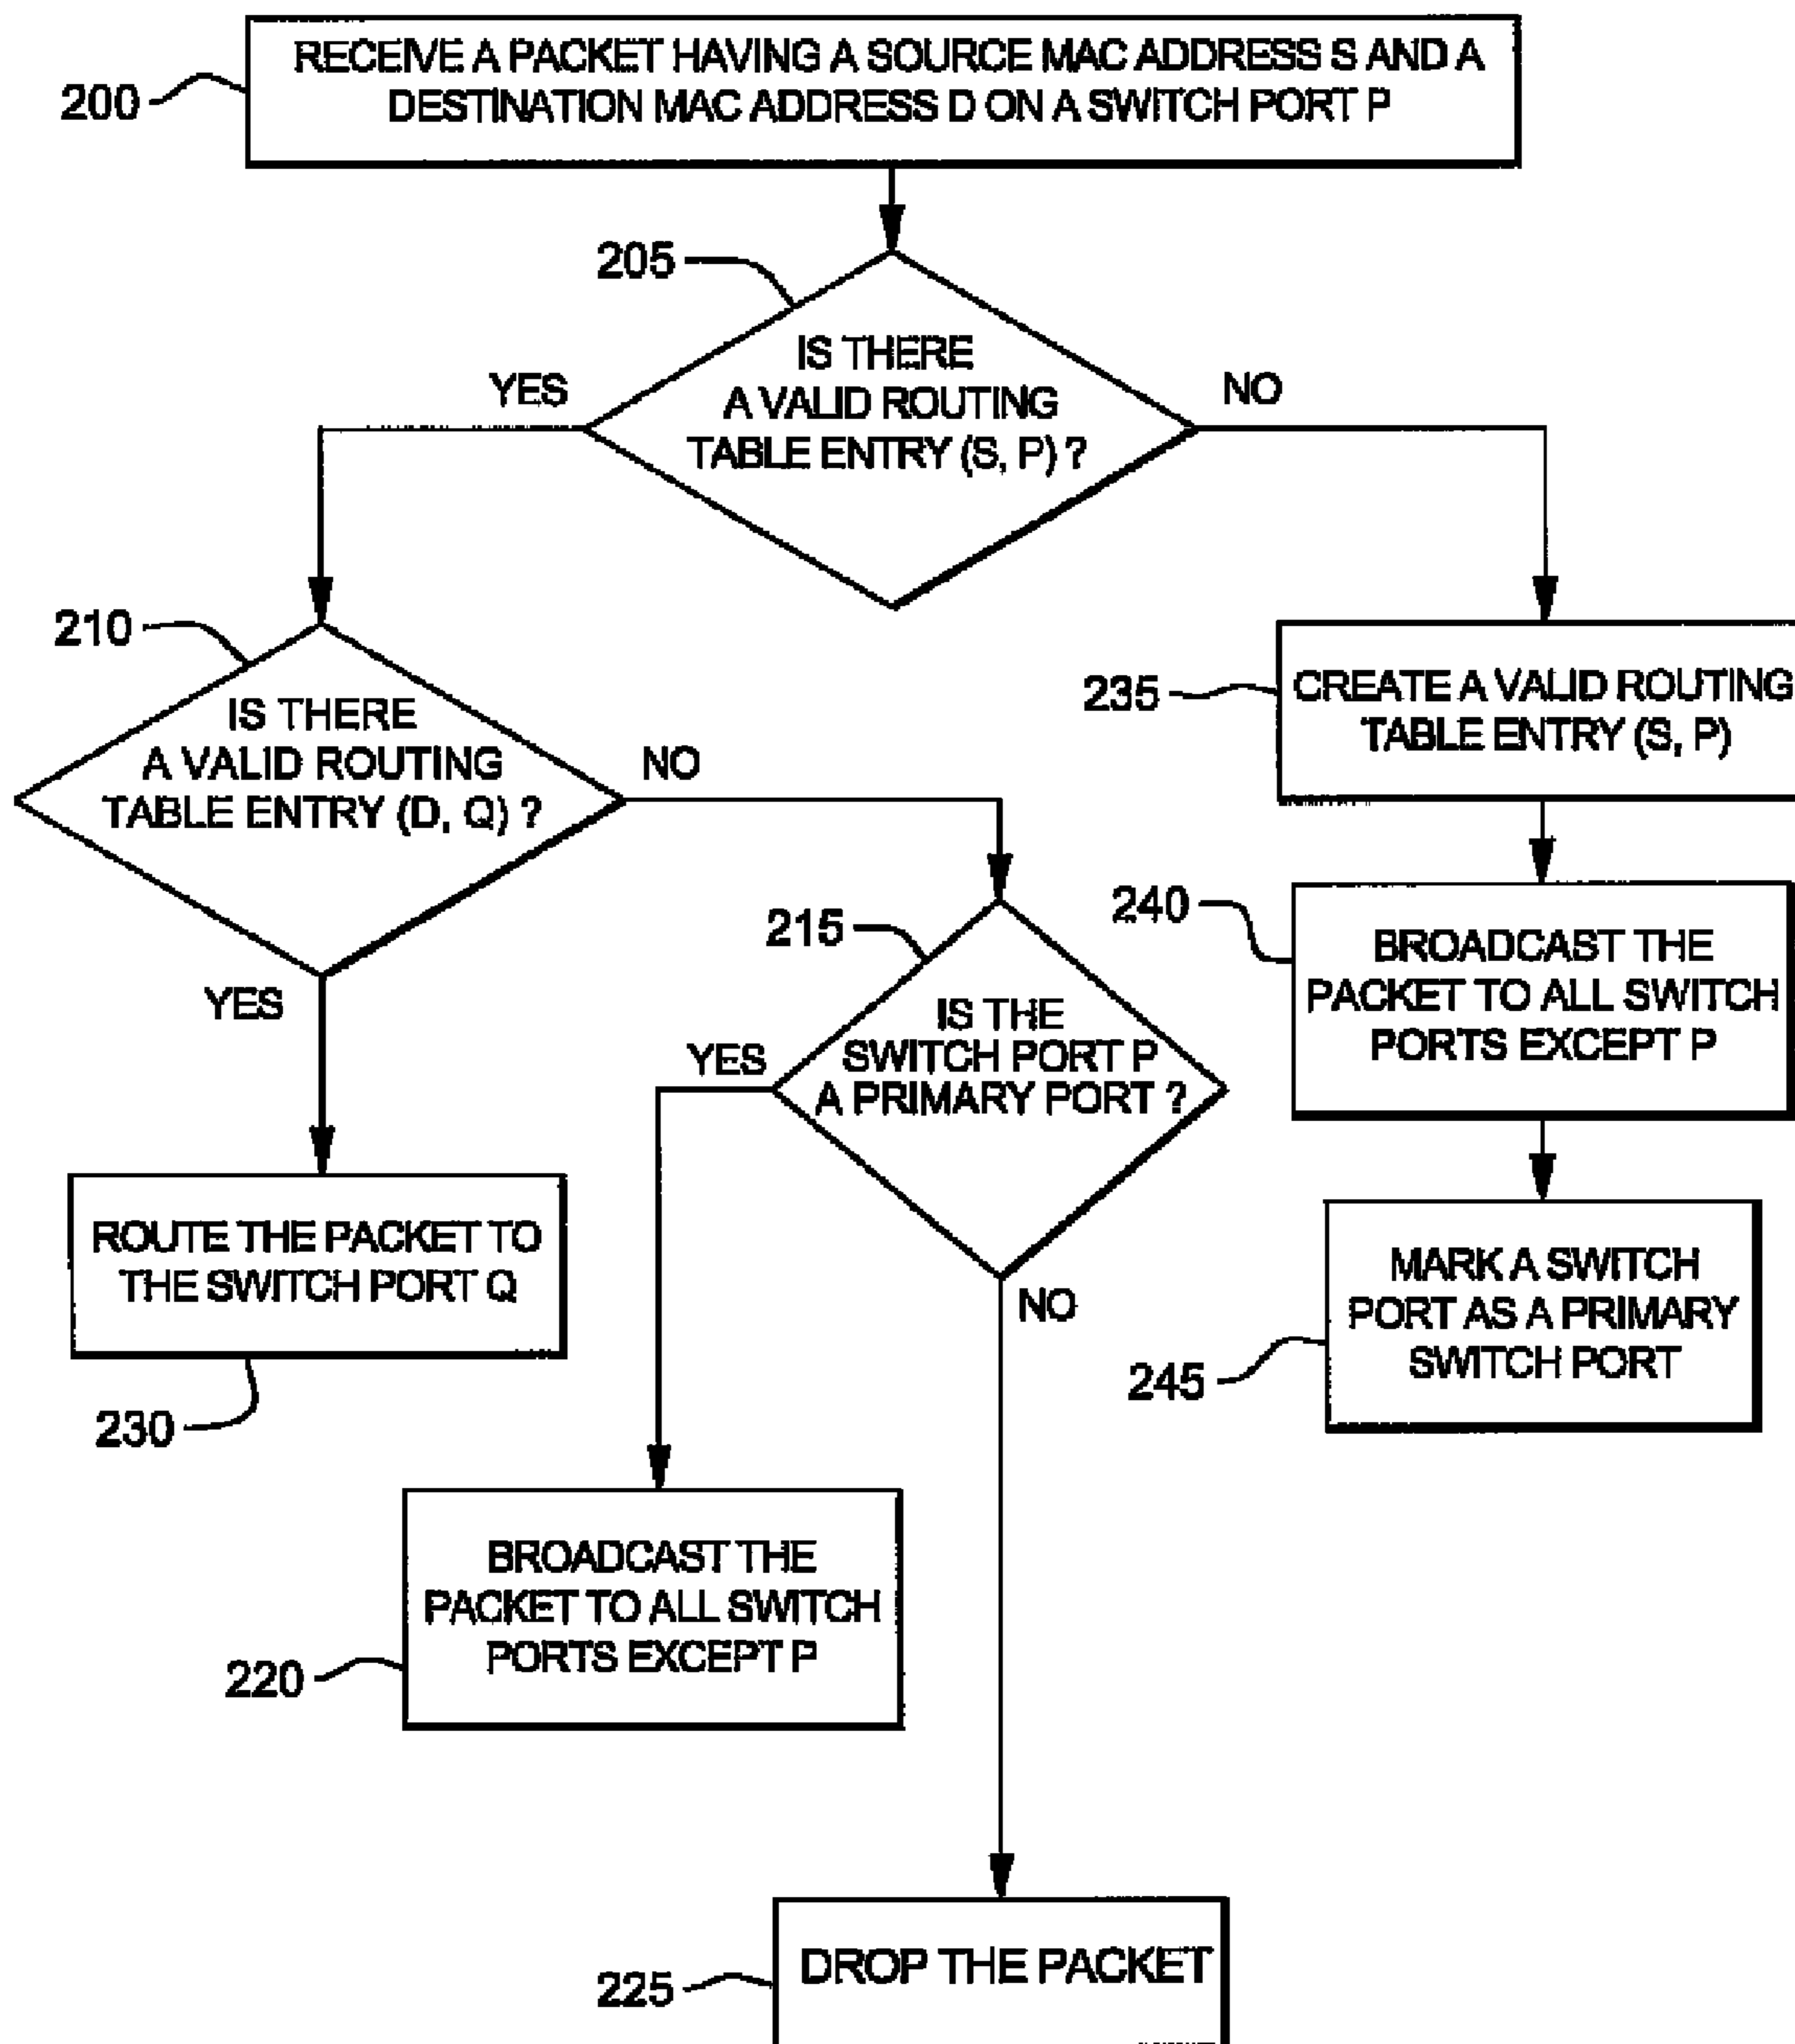 200
RECEIVE A PACKET HAVING A SOURCE MAC ADDRESS S AND A
DESTINATION MAC ADDRESS D ON A SWITCH PORT P
205
IS THERE
A VALID ROUTING
TABLE ENTRY (S, P) ?
YES
NO
210
IS THERE
A VALID ROUTING
TABLE ENTRY (D, Q) ?
NO
YES
235
CREATE A VALID ROUTING
TABLE ENTRY (S, P)
215
IS THE
SWITCH PORT P
A PRIMARY PORT ?
YES
NO
240
BROADCAST THE
PACKET TO ALL SWITCH
PORTS EXCEPT P
ROUTE THE PACKET TO
THE SWITCH PORT Q
230
MARK A SWITCH
PORT AS A PRIMARY
SWITCH PORT
245
BROADCAST THE
PACKET TO ALL SWITCH
PORTS EXCEPT P
220
DROP THE PACKET
225